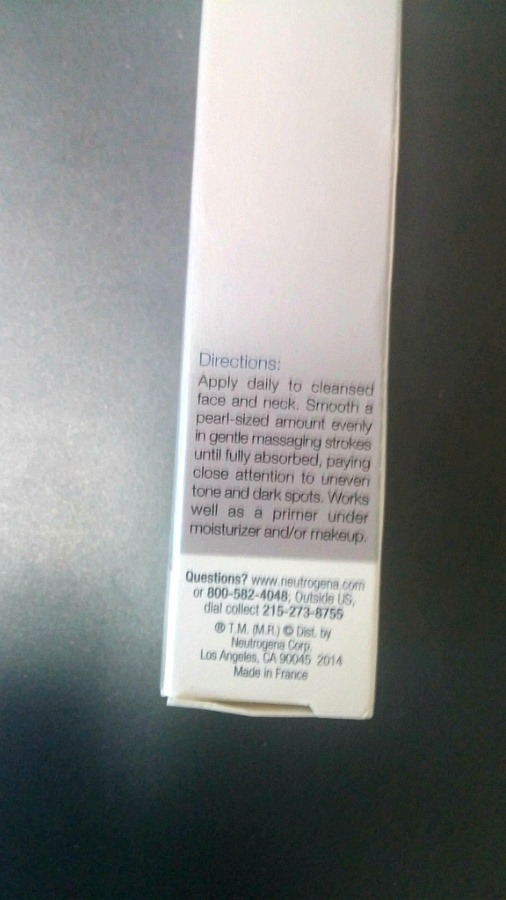 Directions:
Apply daily to cleansed
face and neck. Smooth a
pearl-sized amount evenly
in gentle massaging strokes
until fully absorbed, paying
close attention to uneven
tone and dark spots. Works
well as a primer under
moisturizer and/or makeup.
Questions? www.neutrogena.com
or 800-582-4048; Outside US,
dial collect 215-273-8755
® T.M. (M.R.) © Dist. by
Neutrogena Corp.
Los Angeles, CA 90045 2014
Made in France